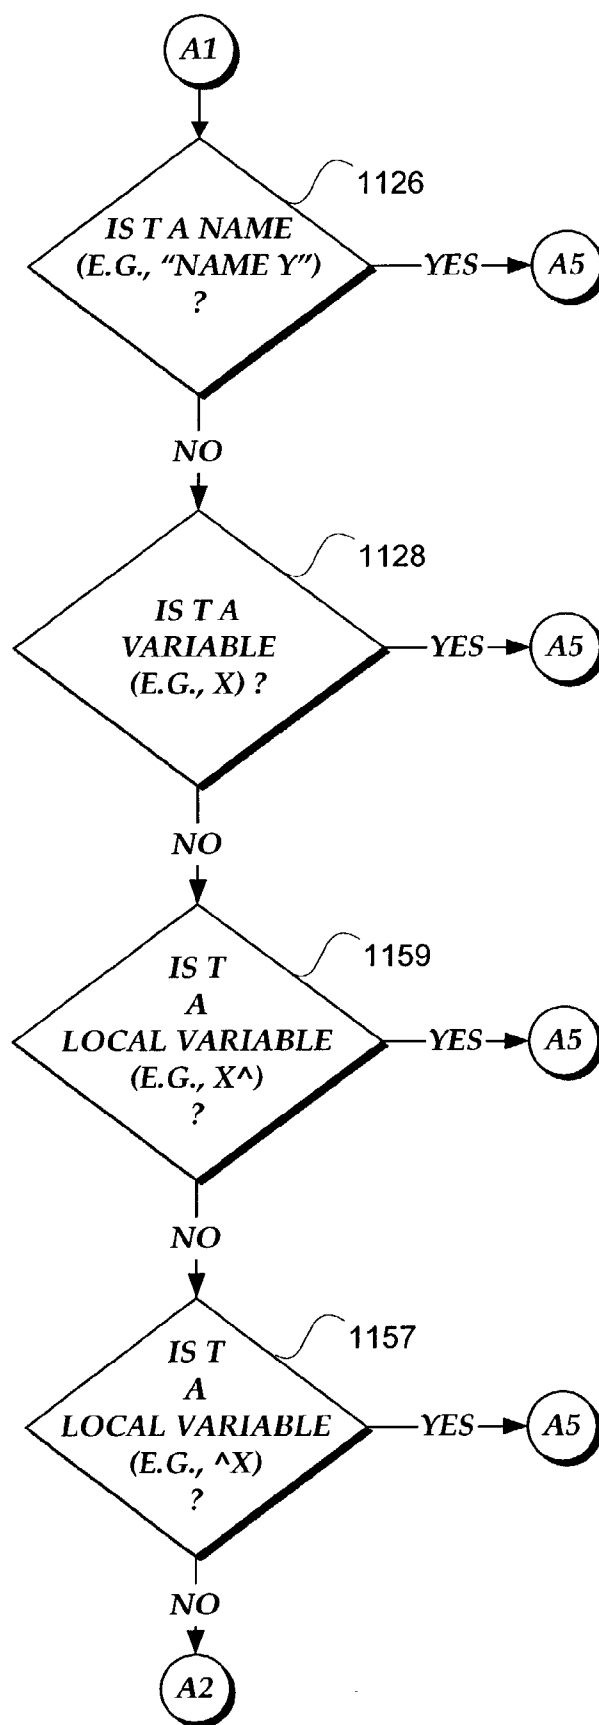 A1
1126
IS T A NAME
(E.G., “NAME Y”)
?
YES
A5
NO
1128
IS T A
VARIABLE
(E.G., X) ?
YES
A5
NO
1159
IS T
A
LOCAL VARIABLE
(E.G., X^)
?
YES
A5
NO
1157
IS T
A
LOCAL VARIABLE
(E.G., ^X)
?
YES
A5
NO
A2